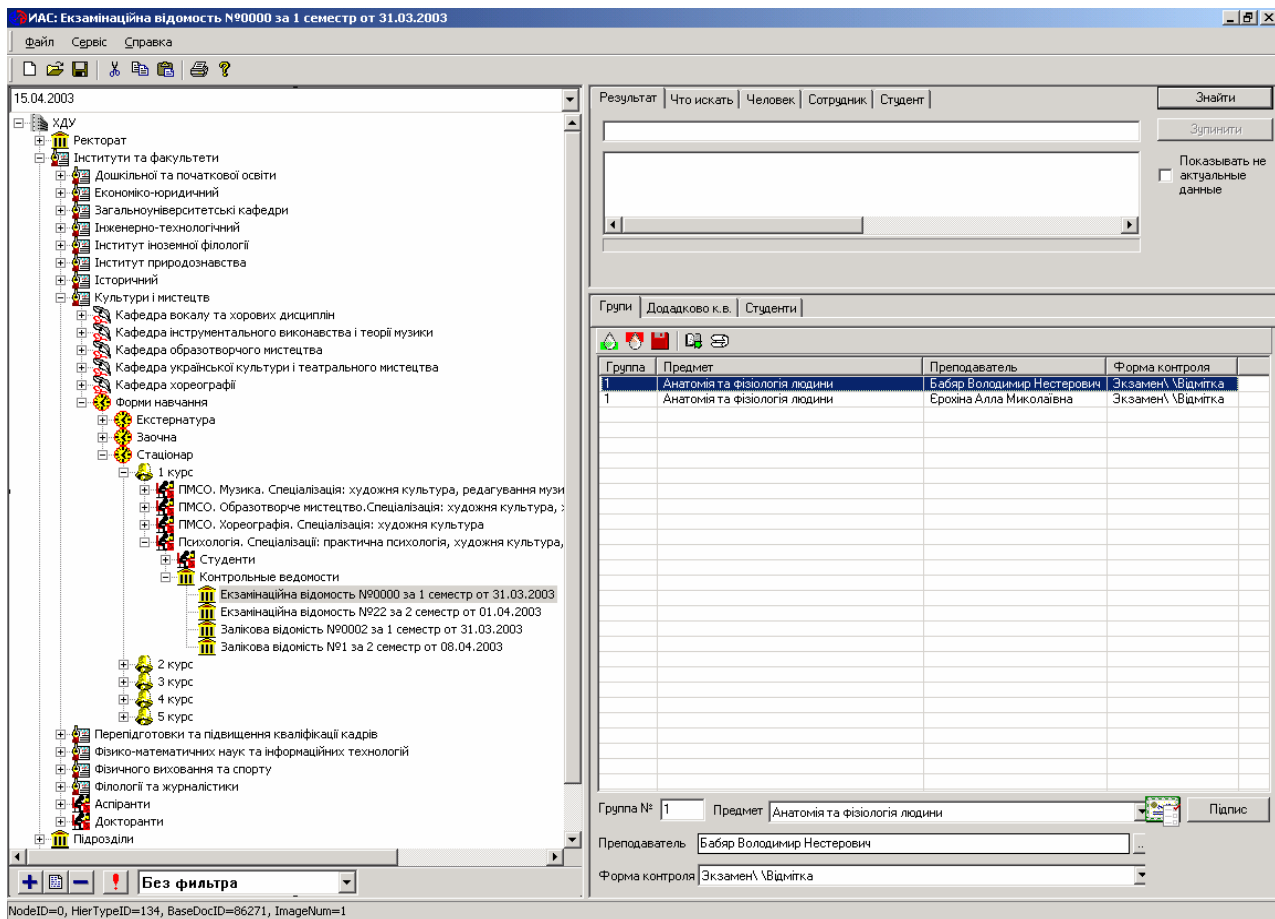 ИАС: Екзамінаційна відомость №0000 за 1 семестр от 31.03.2003
Файл Сервіс Справка
15.04.2003
ХДУ
Ректорат
Інститути та факультети
Дошкільної та початкової освіти
Економіко-юридичний
Загальноуніверситетські кафедри
Інженерно-технологічний
Інститут іноземної філології
Інститут природознавства
Історичний
Культури і мистецтв
Кафедра вокалу та хорових дисциплін
Кафедра інструментального виконавства і теорії музики
Кафедра образотворчого мистецтва
Кафедра української культури і театрального мистецтва
Кафедра хореографії
Форми навчання
Екстернатура
Заочна
Стаціонар
1 курс
ПМСО. Музика. Спеціалізація: художня культура, редагування музи
ПМСО. Образотворче мистецтво.Спеціалізація: художня культура,
ПМСО. Хореографія. Спеціалізація: художня культура
Психологія. Спеціалізації: практична психологія, художня культура,
Студенти
Контрольные ведомости
Екзамінаційна відомость №0000 за 1 семестр от 31.03.2003
Екзамінаційна відомость №22 за 2 семестр от 01.04.2003
Залікова відомість №0002 за 1 семестр от 31.03.2003
Залікова відомість №1 за 2 семестр от 08.04.2003
2 курс
3 курс
4 курс
5 курс
Перепідготовки та підвищення кваліфікації кадрів
Фізико-математичних наук та інформаційних технологій
Фізичного виховання та спорту
Філології та журналістики
Аспіранти
Докторанти
Підрозділи
Без фильтра
NodeID=0, HierTypeID=134, BaseDocID=86271, ImageNum=1
Результат Что искать Человек Сотрудник Студент
Знайти
Зупинити
Показывать не
актуальные
данные
Групи Додадково к.в. Студенти
Группа Предмет Преподаватель Форма контроля
1 Анатомія та фізіологія людини Бабяр Володимир Нестерович Экзамен\ \Відмітка
1 Анатомія та фізіологія людини Єрохіна Алла Миколаївна Экзамен\ \Відмітка
Группа № 1 Предмет Анатомія та фізіологія людини Підпис
Преподаватель Бабяр Володимир Нестерович ..
Форма контроля Экзамен\ \Відмітка